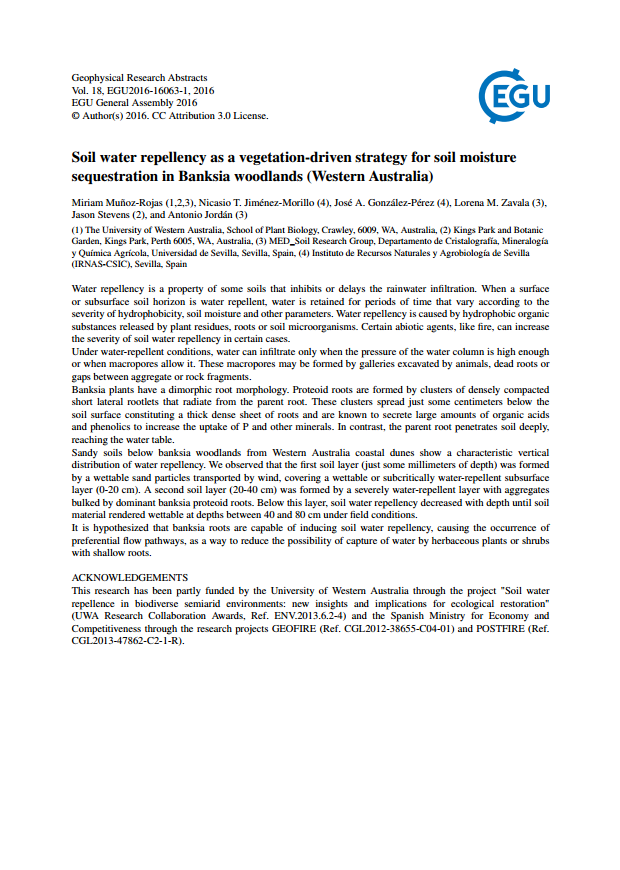 Geophysical Research Abstracts
Vol. 18, EGU2016-16063-1, 2016
EGU General Assembly 2016
© Author(s) 2016. CC Attribution 3.0 License.
EGU
Soil water repellency as a vegetation-driven strategy for soil moisture
sequestration in Banksia woodlands (Western Australia)
Miriam Muñoz-Rojas (1,2,3), Nicasio T. Jiménez-Morillo (4), José A. González-Pérez (4), Lorena M. Zavala (3),
Jason Stevens (2), and Antonio Jordán (3)
(1) The University of Western Australia, School of Plant Biology, Crawley, 6009, WA, Australia, (2) Kings Park and Botanic
Garden, Kings Park, Perth 6005, WA, Australia, (3) MED_Soil Research Group, Departamento de Cristalografía, Mineralogía
y Química Agrícola, Universidad de Sevilla, Sevilla, Spain, (4) Instituto de Recursos Naturales y Agrobiología de Sevilla
(IRNAS-CSIC), Sevilla, Spain
Water repellency is a property of some soils that inhibits or delays the rainwater infiltration. When a surface
or subsurface soil horizon is water repellent, water is retained for periods of time that vary according to the
severity of hydrophobicity, soil moisture and other parameters. Water repellency is caused by hydrophobic organic
substances released by plant residues, roots or soil microorganisms. Certain abiotic agents, like fire, can increase
the severity of soil water repellency in certain cases.
Under water-repellent conditions, water can infiltrate only when the pressure of the water column is high enough
or when macropores allow it. These macropores may be formed by galleries excavated by animals, dead roots or
gaps between aggregate or rock fragments.
Banksia plants have a dimorphic root morphology. Proteoid roots are formed by clusters of densely compacted
short lateral rootlets that radiate from the parent root. These clusters spread just some centimeters below the
soil surface constituting a thick dense sheet of roots and are known to secrete large amounts of organic acids
and phenolics to increase the uptake of P and other minerals. In contrast, the parent root penetrates soil deeply,
reaching the water table.
Sandy soils below banksia woodlands from Western Australia coastal dunes show a characteristic vertical
distribution of water repellency. We observed that the first soil layer (just some millimeters of depth) was formed
by a wettable sand particles transported by wind, covering a wettable or subcritically water-repellent subsurface
layer (0-20 cm). A second soil layer (20-40 cm) was formed by a severely water-repellent layer with aggregates
bulked by dominant banksia proteoid roots. Below this layer, soil water repellency decreased with depth until soil
material rendered wettable at depths between 40 and 80 cm under field conditions.
It is hypothesized that banksia roots are capable of inducing soil water repellency, causing the occurrence of
preferential flow pathways, as a way to reduce the possibility of capture of water by herbaceous plants or shrubs
with shallow roots.
ACKNOWLEDGEMENTS
This research has been partly funded by the University of Western Australia through the project "Soil water
repellence in biodiverse semiarid environments: new insights and implications for ecological restoration"
(UWA Research Collaboration Awards, Ref. ENV.2013.6.2-4) and the Spanish Ministry for Economy and
Competitiveness through the research projects GEOFIRE (Ref. CGL2012-38655-C04-01) and POSTFIRE (Ref.
CGL2013-47862-C2-1-R).